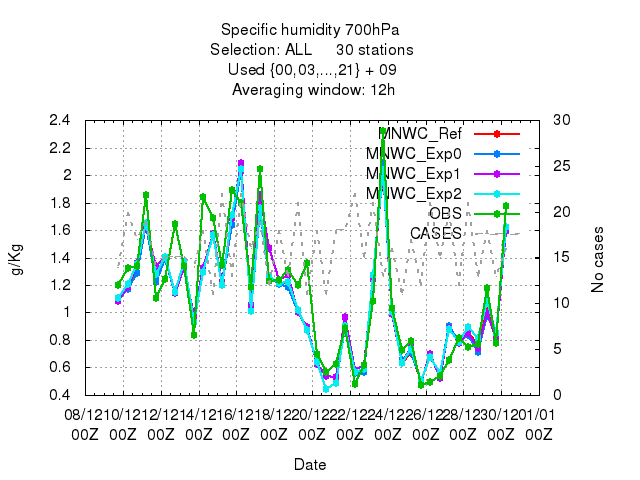 Specific humidity 700hPa
Selection: ALL 30 stations
Used {00,03,...,21} + 09
Averaging window: 12h
2.4
2.2
2
1.8
1.6
1.4
1.2
1
0.8
0.6
0.4
g/Kg
MNWC_Ref
MNWC_Exp0
MNWC_Exp1
MNWC_Exp2
OBS
CASES
30
25
20
15
10
5
0
No cases
08/12 10/12 12/12 14/12 16/12 18/12 20/12 22/12 24/12 26/12 28/12 30/12 01/01
00Z 00Z 00Z 00Z 00Z 00Z 00Z 00Z 00Z 00Z 00Z 00Z 00Z
Date